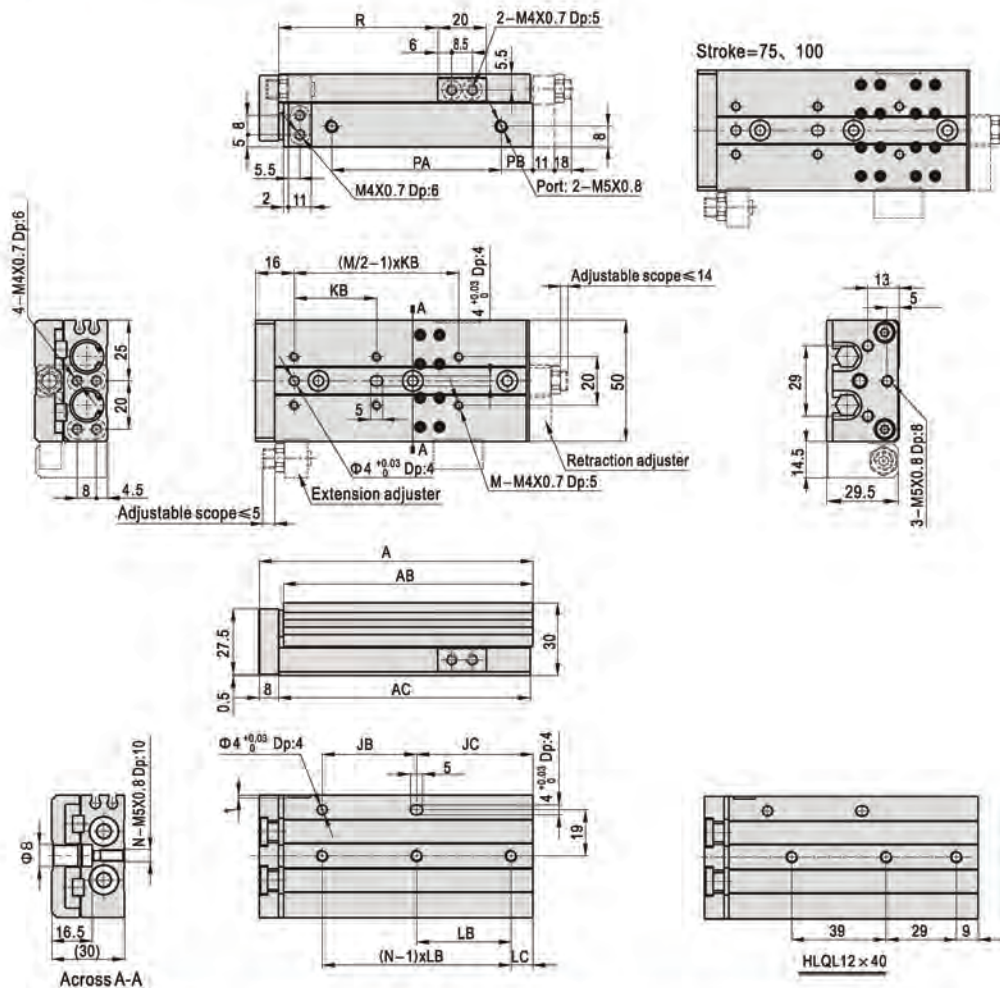 R
20
2-M4X0.7 Dp:5
6
8.5
5.5
Stroke=75、100
8
5
5.5
2
11
M4X0.7 Dp:6
PA
PB
11
18
8
Port: 2-M5X0.8
4-M4X0.7 Dp:6
25
20
8
4.5
16
(M/2-1)xKB
KB
4 +0.03 0 Dp:4
Adjustable scope≤14
A
20
50
5
A
Φ4 +0.03 0 Dp:4
Retraction adjuster
M-M4X0.7 Dp:5
Extension adjuster
Adjustable scope≤5
13
5
29
14.5
29.5
3-M5X0.8 Dp:8
A
AB
27.5
30
0.5
8
AC
Φ4 +0.03 0 Dp:4
JB
JC
5
4 +0.03 0 Dp:4
1
19
N-M5X0.8 Dp:10
Φ8
16.5
(30)
Across A-A
LB
(N-1)xLB
LC
39
29
9
HLQL12×40